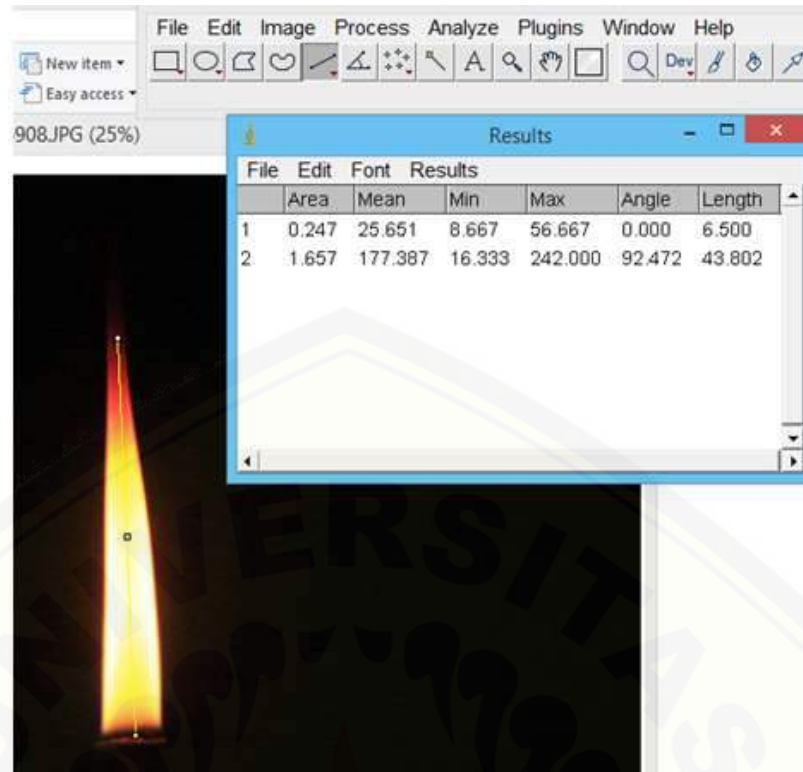 File Edit Image Process Analyze Plugins Window Help
New item
Easy access
A Dev
908.JPG (25%)
Results
File Edit Font Results
Area Mean Min Max Angle Length
1 0.247 25.651 8.667 56.667 0.000 6.500
2 1.657 177.387 16.333 242.000 92.472 43.802
UNIVERSITAS